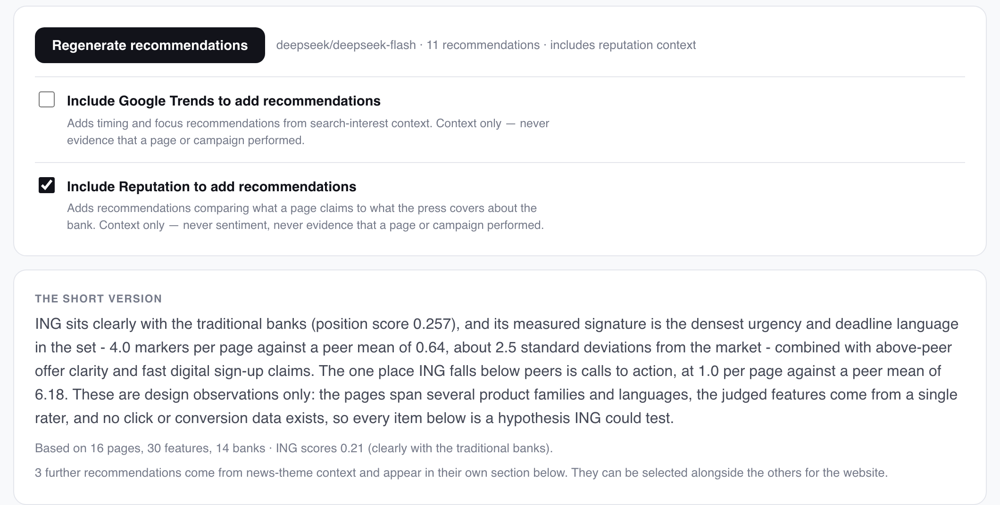 Regenerate recommendations
deepseek/deepseek-flash · 11 recommendations · includes reputation context
Include Google Trends to add recommendations
Adds timing and focus recommendations from search-interest context. Context only — never
evidence that a page or campaign performed.
Include Reputation to add recommendations
Adds recommendations comparing what a page claims to what the press covers about the
bank. Context only — never sentiment, never evidence that a page or campaign performed.
THE SHORT VERSION
ING sits clearly with the traditional banks (position score 0.257), and its measured signature is the densest urgency and deadline language
in the set - 4.0 markers per page against a peer mean of 0.64, about 2.5 standard deviations from the market - combined with above-peer
offer clarity and fast digital sign-up claims. The one place ING falls below peers is calls to action, at 1.0 per page against a peer mean of
6.18. These are design observations only: the pages span several product families and languages, the judged features come from a single
rater, and no click or conversion data exists, so every item below is a hypothesis ING could test.
Based on 16 pages, 30 features, 14 banks · ING scores 0.21 (clearly with the traditional banks).
3 further recommendations come from news-theme context and appear in their own section below. They can be selected alongside the others for the website.